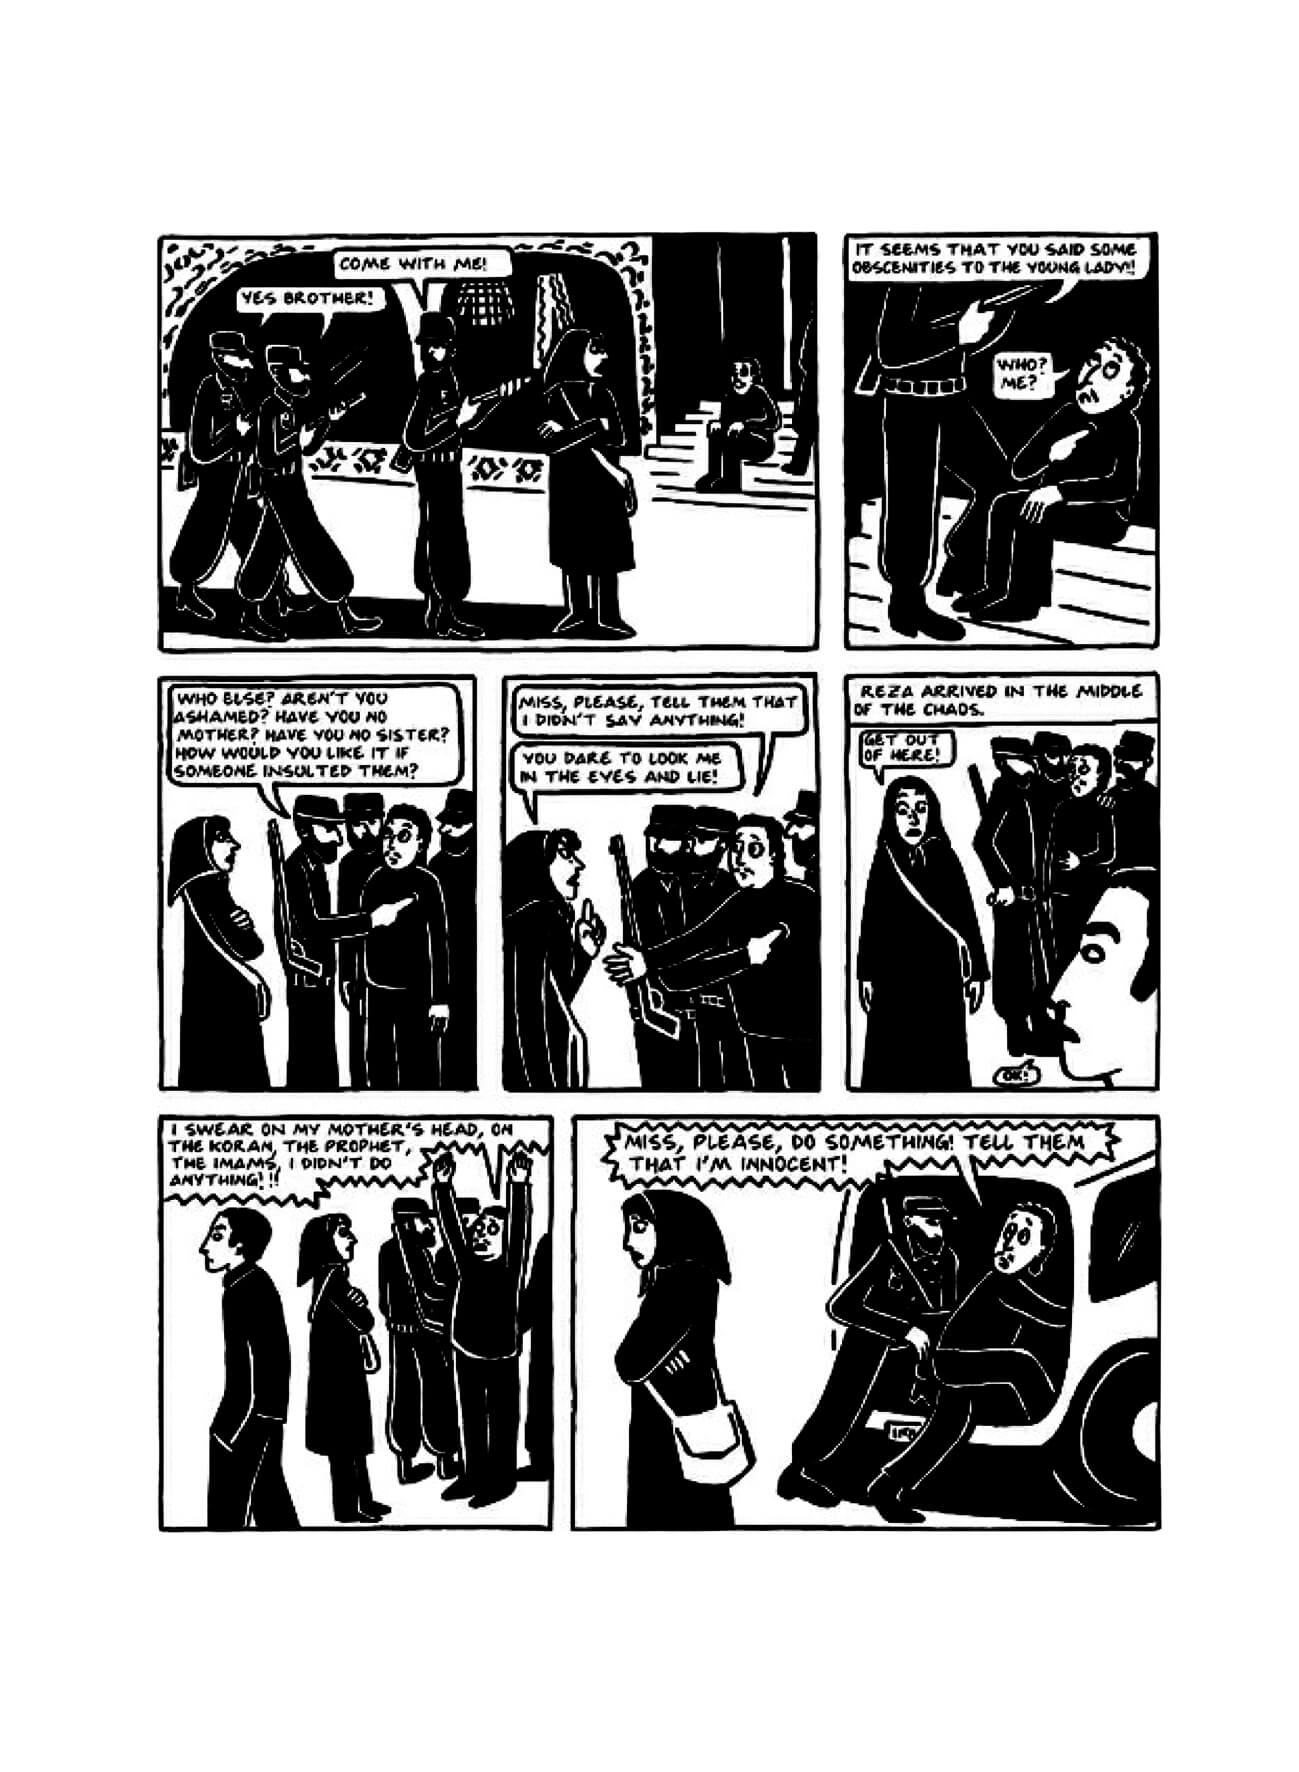 COME WITH ME!
YES BROTHER!
IT SEEMS THAT YOU SAID SOME
OBSCENITIES TO THE YOUNG LADY!!
WHO?
ME?
WHO ELSE? AREN'T YOU
ASHAMED? HAVE YOU NO
MOTHER? HAVE YOU NO SISTER?
HOW WOULD YOU LIKE IT IF
SOMEONE INSULTED THEM?
MISS, PLEASE, TELL THEM THAT
I DIDN'T SAY ANYTHING!
YOU DARE TO LOOK ME
IN THE EYES AND LIE!
REZA ARRIVED IN THE MIDDLE
OF THE CHAOS.
GET OUT
OF HERE!
OK!
I SWEAR ON MY MOTHER'S HEAD, ON
THE KORAN, THE PROPHET,
THE IMAMS, I DIDN'T DO
ANYTHING! !!
MISS, PLEASE, DO SOMETHING! TELL THEM
THAT I'M INNOCENT!